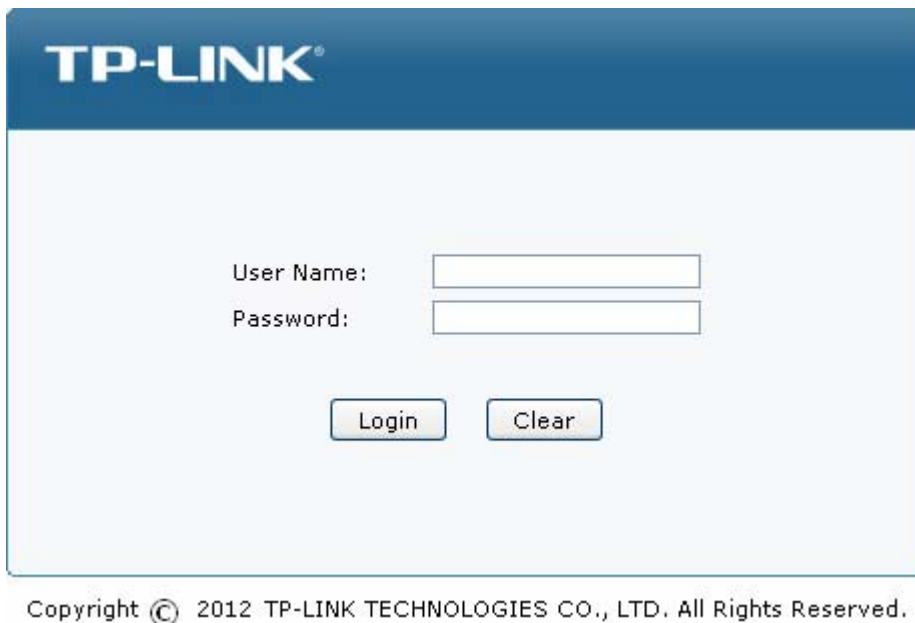 TP-LINK®
User Name:
Password:
Login Clear
Copyright © 2012 TP-LINK TECHNOLOGIES CO., LTD. All Rights Reserved.